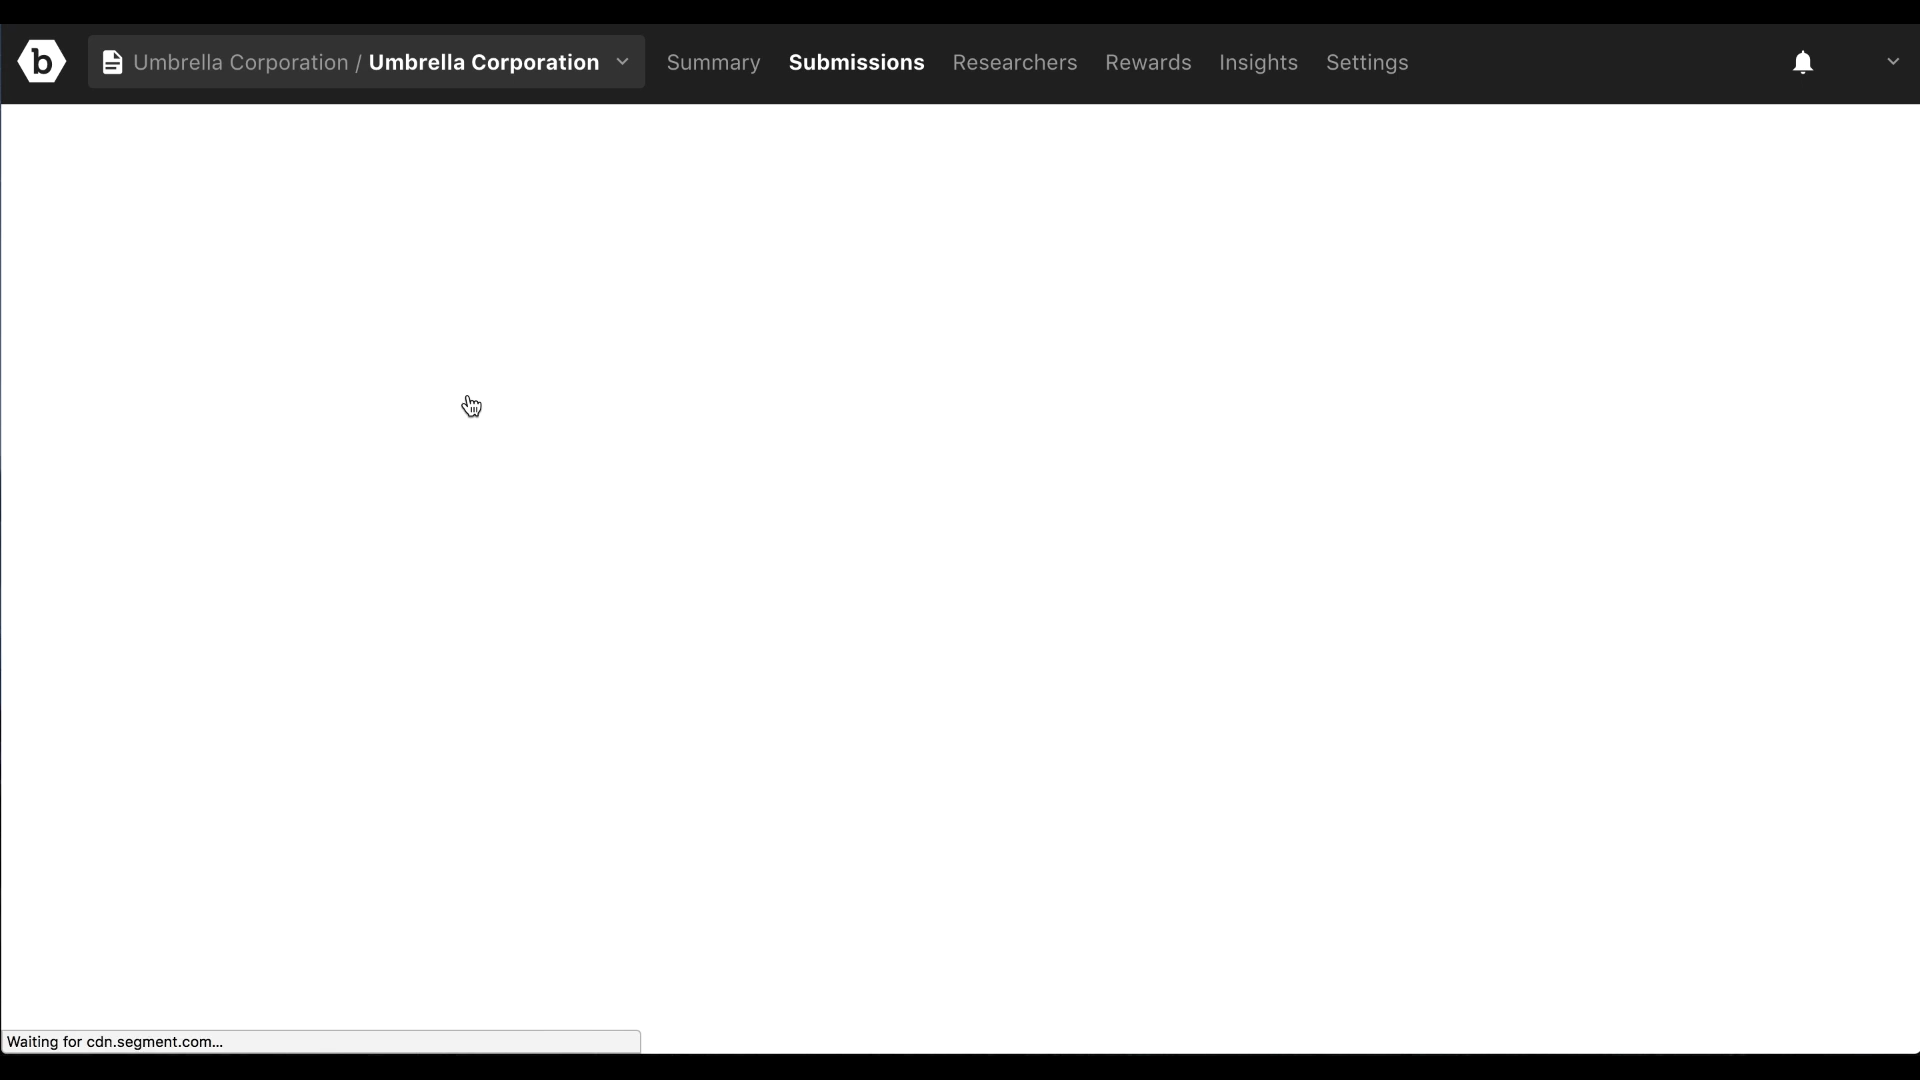 b Umbrella Corporation / Umbrella Corporation Summary Submissions Researchers Rewards Insights Settings
Waiting for cdn.segment.com...